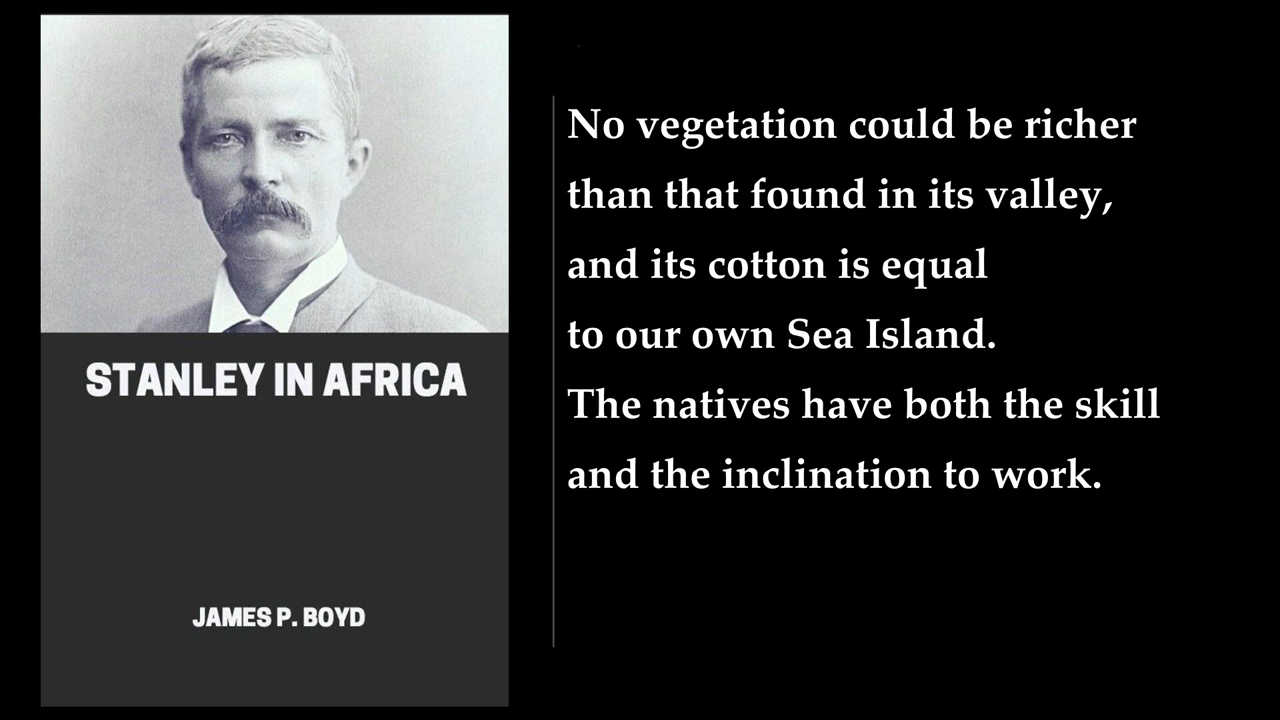 STANLEY IN AFRICA
JAMES P. BOYD
No vegetation could be richer
than that found in its valley,
and its cotton is equal
to our own Sea Island.
The natives have both the skill
and the inclination to work.